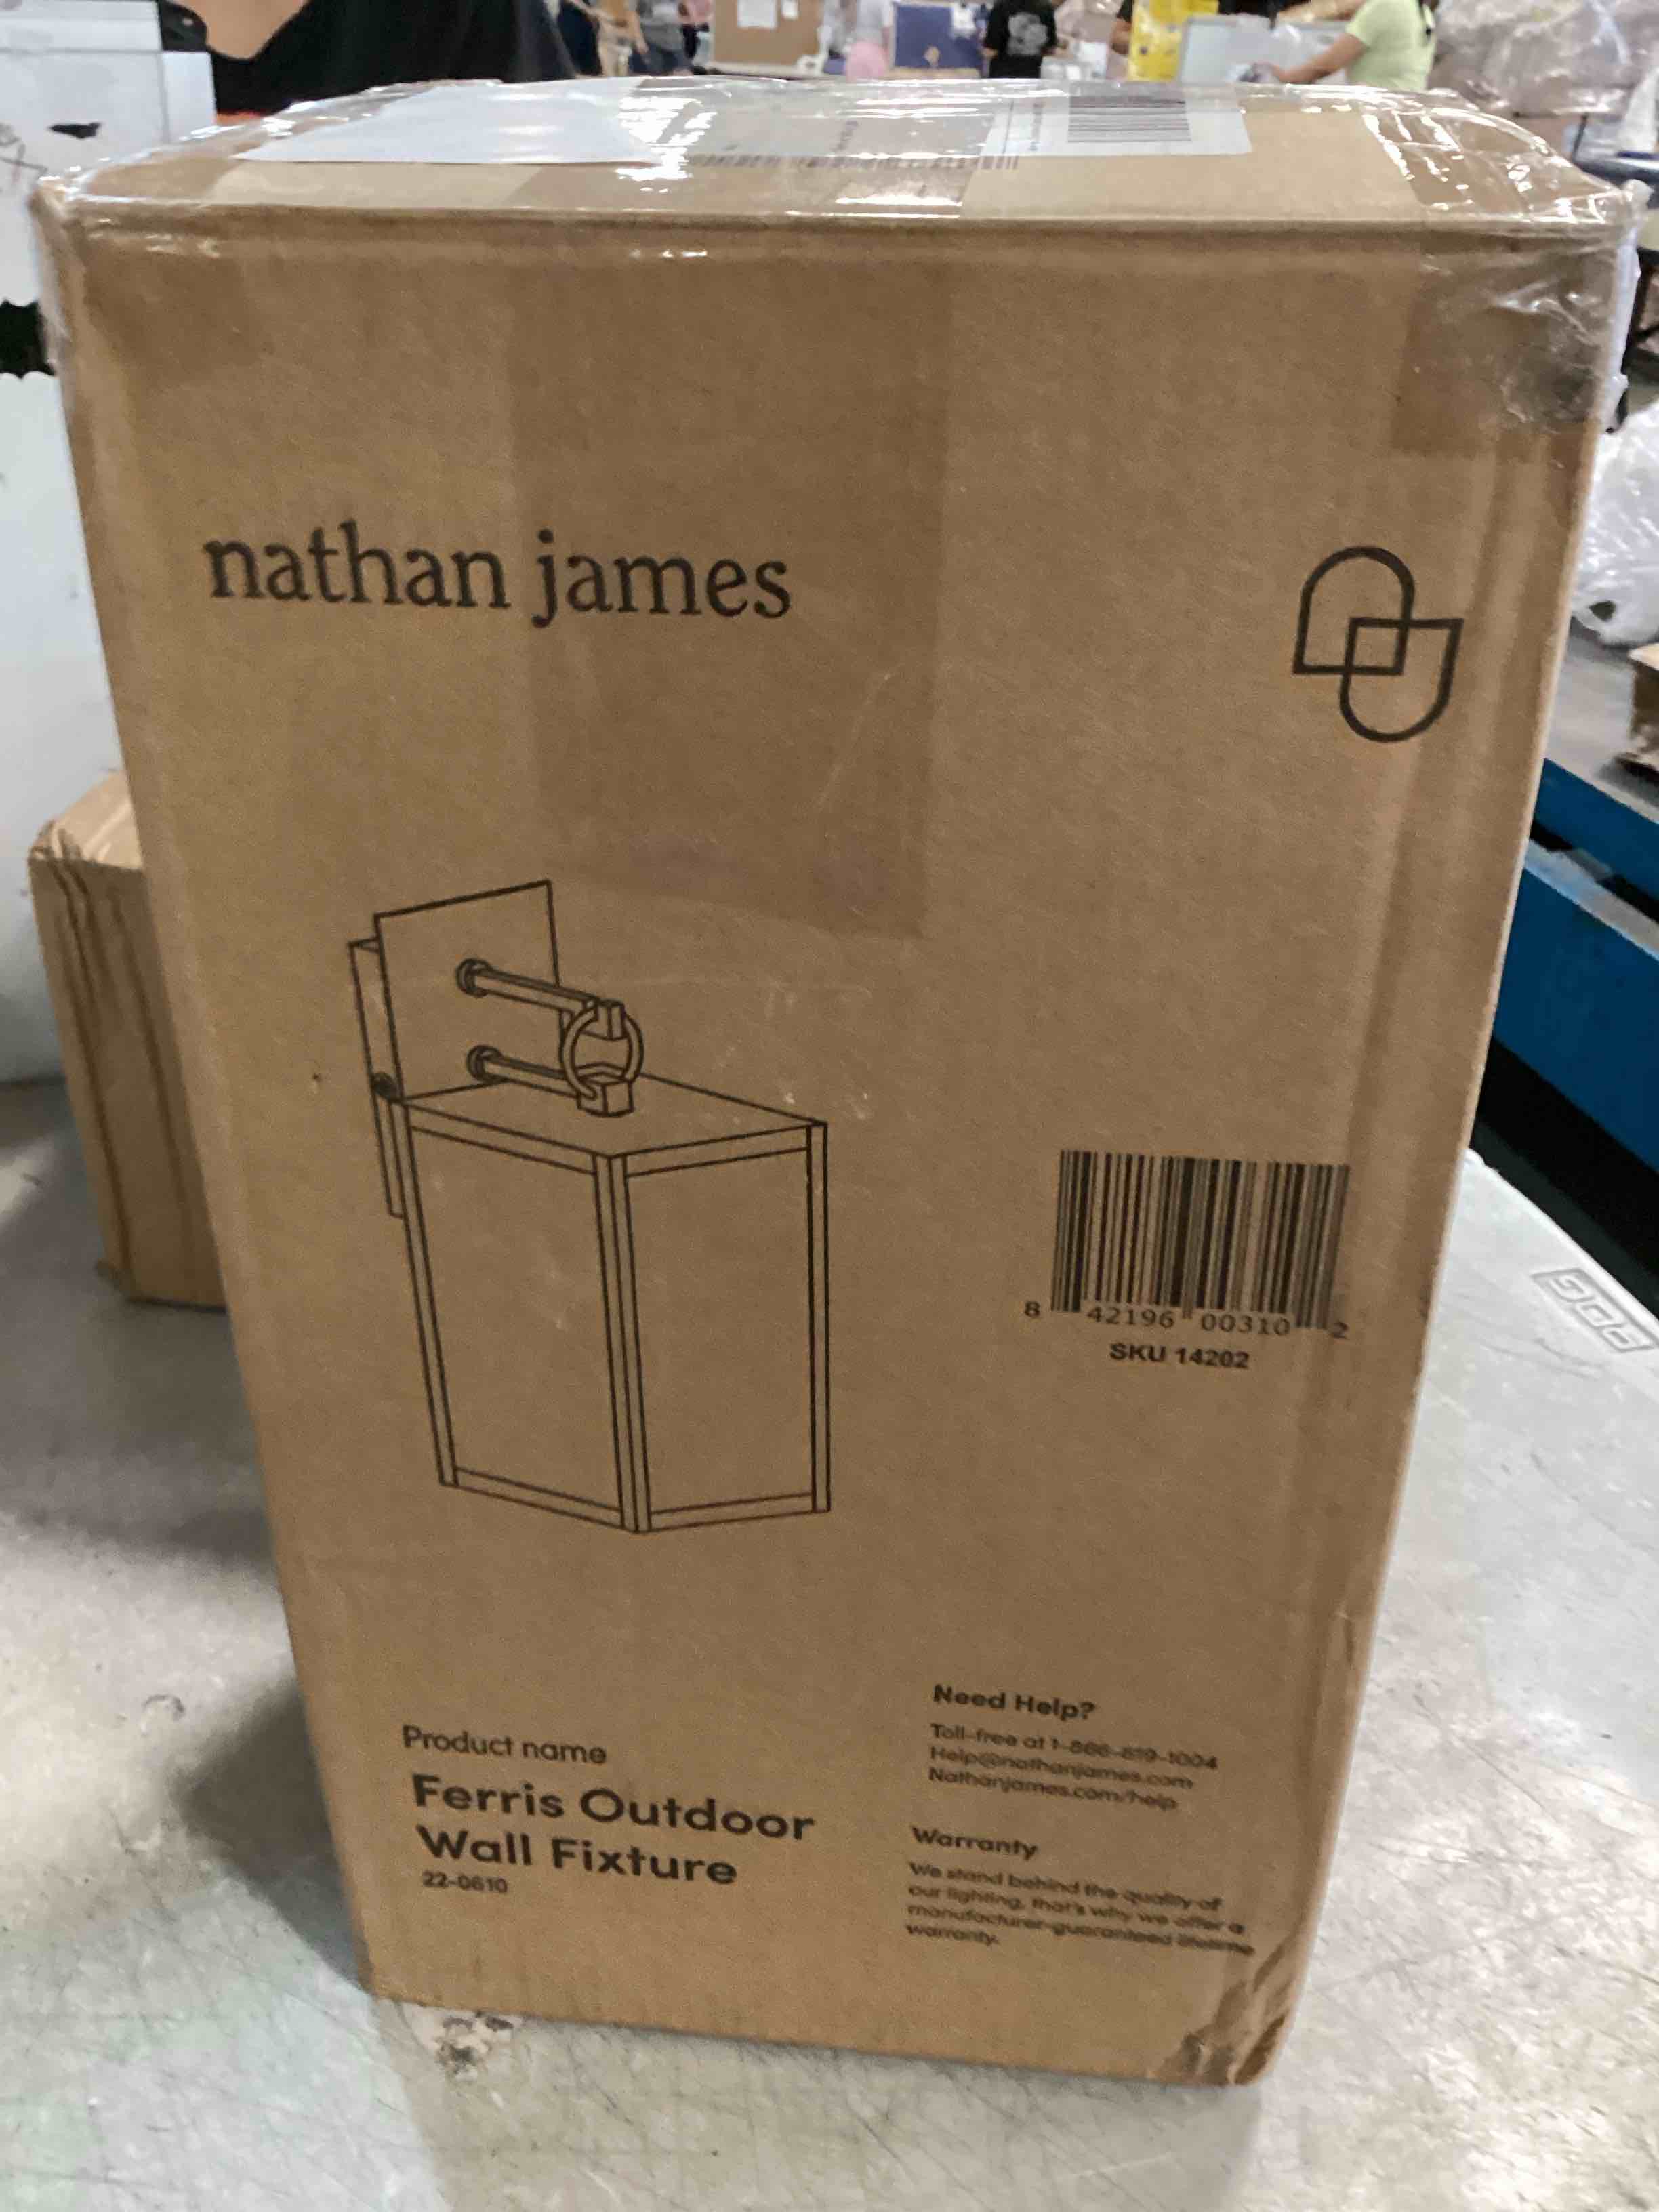 nathan james
8 42196 00310 2
SKU 14202
Product name
Ferris Outdoor
Wall Fixture
22-0610
Need Help?
Toll-free at 1-866-819-1004
Help@nathanjames.com
Nathanjames.com/help
Warranty
We stand behind the quality of
our lighting, that's why we offer a
manufacturer-guaranteed lifetime
warranty.